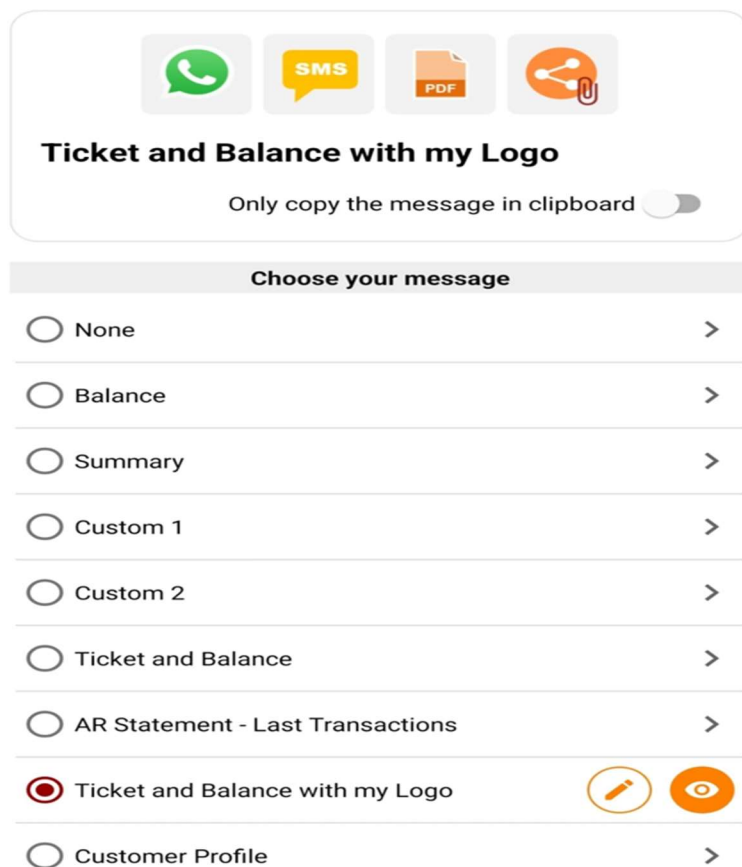 SMS
PDF
Ticket and Balance with my Logo
Only copy the message in clipboard
Choose your message
None
Balance
Summary
Custom 1
Custom 2
Ticket and Balance
AR Statement - Last Transactions
Ticket and Balance with my Logo
Customer Profile